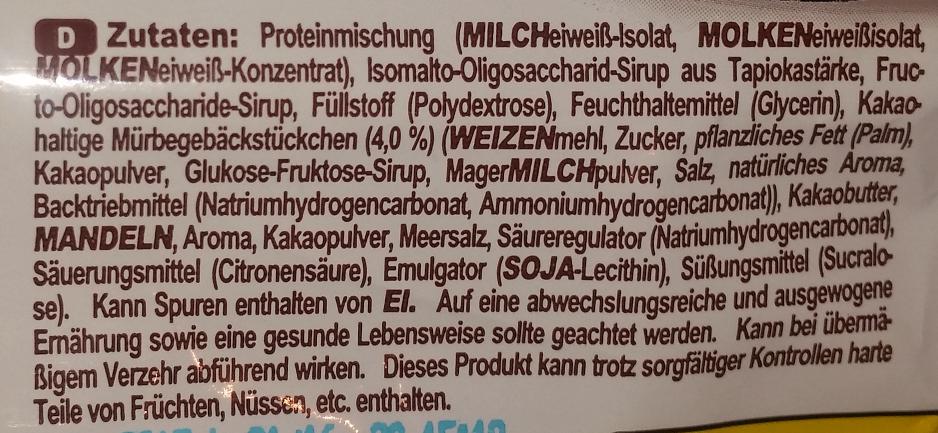 D Zutaten: Proteinmischung (MILCHeiweiß-Isolat, MOLKENeiweißisolat,
MOLKENeiweiß-Konzentrat), Isomalto-Oligosaccharid-Sirup aus Tapiokastärke, Fruc-
to-Oligosaccharide-Sirup, Füllstoff (Polydextrose), Feuchthaltemittel (Glycerin), Kakao-
haltige Mürbegebäckstückchen (4,0 %) (WEIZENmehl, Zucker, pflanzliches Fett (Palm),
Kakaopulver, Glukose-Fruktose-Sirup, MagerMILCHpulver, Salz, natürliches Aroma,
Backtriebmittel (Natriumhydrogencarbonat, Ammoniumhydrogencarbonat)), Kakaobutter,
MANDELN, Aroma, Kakaopulver, Meersalz, Säureregulator (Natriumhydrogencarbonat),
Säuerungsmittel (Citronensäure), Emulgator (SOJA-Lecithin), Süßungsmittel (Sucralo-
se). Kann Spuren enthalten von EI. Auf eine abwechslungsreiche und ausgewogene
Ernährung sowie eine gesunde Lebensweise sollte geachtet werden. Kann bei übermä-
ßigem Verzehr abführend wirken. Dieses Produkt kann trotz sorgfältiger Kontrollen harte
Teile von Früchten, Nüssen, etc. enthalten.